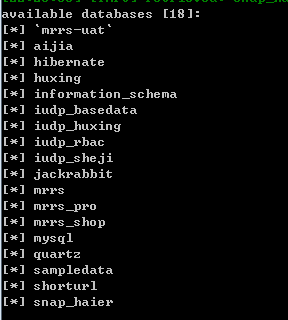 available databases [18]:
[*] `mrrs-uat`
[*] aijia
[*] hibernate
[*] huxing
[*] information_schema
[*] iudp_basedata
[*] iudp_huxing
[*] iudp_rbac
[*] iudp_sheji
[*] jackrabbit
[*] mrrs
[*] mrrs_pro
[*] mrrs_shop
[*] mysql
[*] quartz
[*] sampledata
[*] shorturl
[*] snap_haier